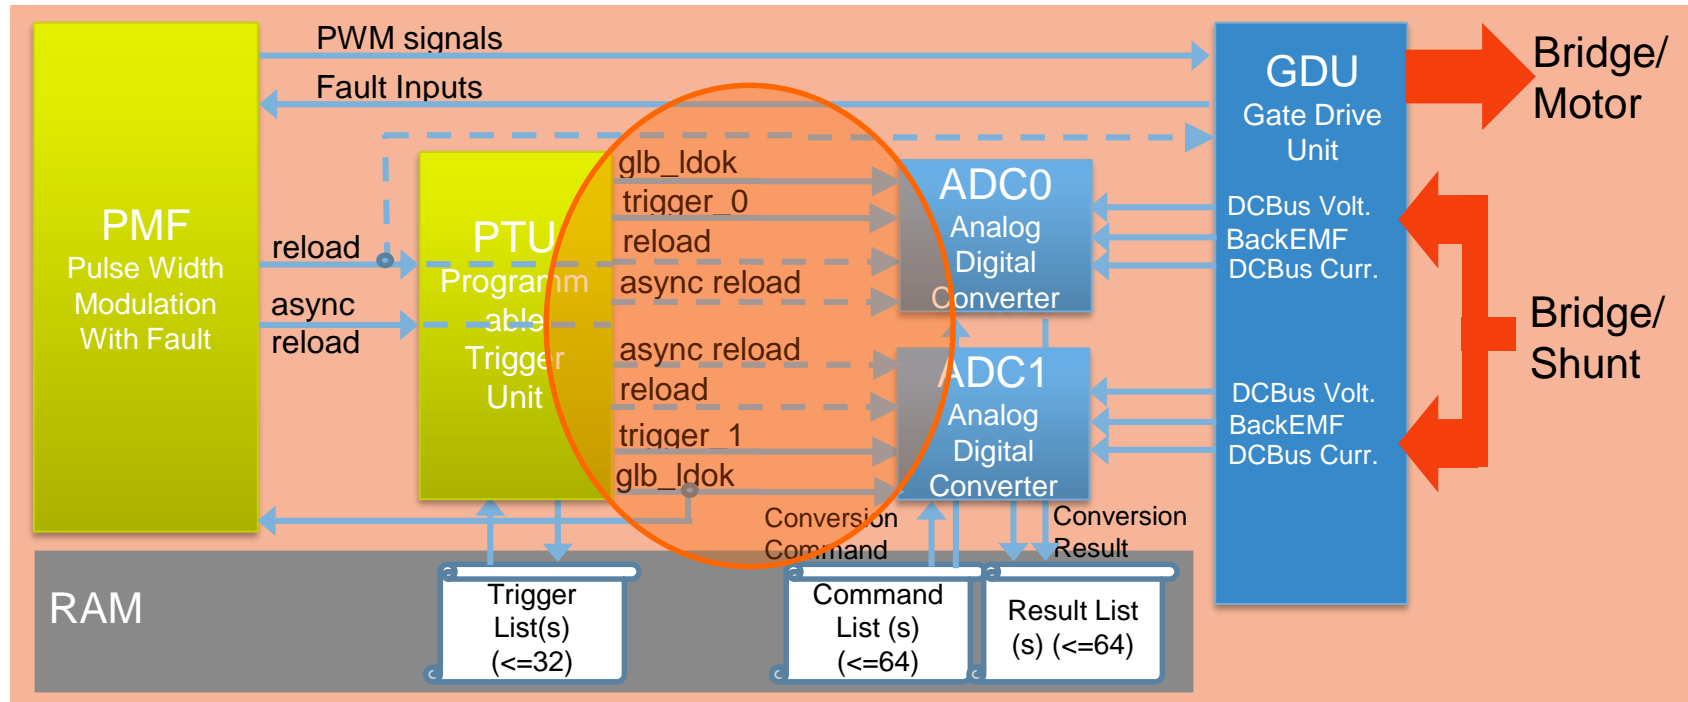 PWM signals
Fault Inputs
PMF
Pulse Width
Modulation
With Fault
reload
async
reload
PTU
Programm
able
Trigger
Unit
glb_ldok
trigger_0
reload
async reload
async reload
reload
trigger_1
glb_ldok
ADC0
Analog
Digital
Converter
ADC1
Analog
Digital
Converter
GDU
Gate Drive
Unit
DCBus Volt.
BackEMF
DCBus Curr.
DCBus Volt.
BackEMF
DCBus Curr.
Bridge/
Motor
Bridge/
Shunt
Conversion
Command
Conversion
Result
RAM
Trigger
List(s)
(<=32)
Command
List (s)
(<=64)
Result List
(s) (<=64)